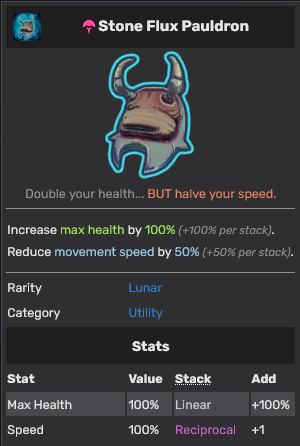 Stone Flux Pauldron
Double your health... BUT halve your speed.
Increase max health by 100% (+100% per stack).
Reduce movement speed by 50% (+50% per stack).
Rarity Lunar
Category Utility
Stats
Stat Value Stack Add
Max Health 100% Linear +100%
Speed 100% Reciprocal +1